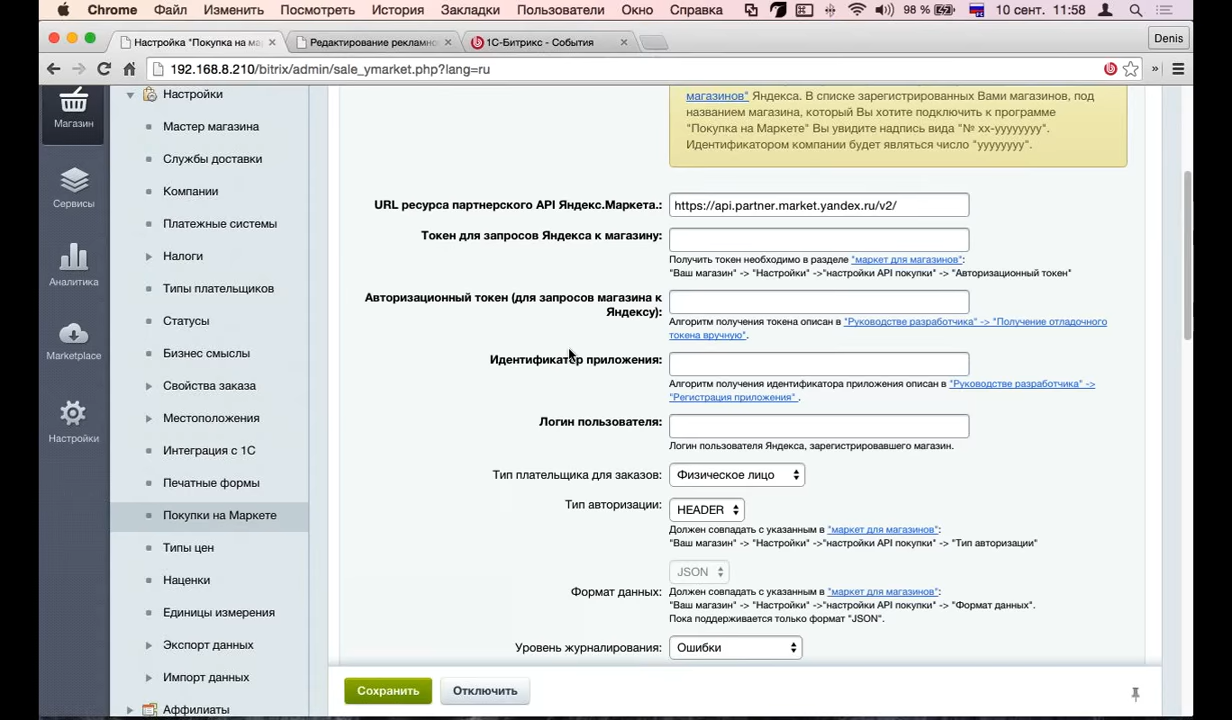 Chrome Файл Изменить Посмотреть История Закладки Пользователи Окно Справка 98 % 10 сент. 11:58
Настройка "Покупка на ма
Редактирование рекламно
1С-Битрикс - События
Denis
192.168.8.210/bitrix/admin/sale_ymarket.php?lang=ru
»
Магазин
Сервисы
Аналитика
Marketplace
Настройки
Настройки
Мастер магазина
Службы доставки
Компании
Платежные системы
Налоги
Типы плательщиков
Статусы
Бизнес смыслы
Свойства заказа
Местоположения
Интеграция с 1С
Печатные формы
Покупки на Маркете
Типы цен
Наценки
Единицы измерения
Экспорт данных
Импорт данных
Аффилиаты
магазинов" Яндекса. В списке зарегистрированных Вами магазинов, под
названием магазина, который Вы хотите подключить к программе
"Покупка на Маркете" Вы увидите надпись вида "№ xx-yyyyyyyy".
Идентификатором компании будет являться число "yyyyyyyy".
URL ресурса партнерского API Яндекс.Маркета.: https://api.partner.market.yandex.ru/v2/
Токен для запросов Яндекса к магазину:
Получить токен необходимо в разделе "маркет для магазинов":
"Ваш магазин" -> "Настройки" ->"настройки API покупки" -> "Авторизационный токен"
Авторизационный токен (для запросов магазина к
Яндексу):
Алгоритм получения токена описан в "Руководстве разработчика" -> "Получение отладочного
токена вручную".
Идентификатор приложения:
Алгоритм получения идентификатора приложения описан в "Руководстве разработчика" ->
"Регистрация приложения" .
Логин пользователя:
Логин пользователя Яндекса, зарегистрировавшего магазин.
Тип плательщика для заказов: Физическое лицо
Тип авторизации: HEADER
Должен совпадать с указанным в "маркет для магазинов":
"Ваш магазин" -> "Настройки" ->"настройки API покупки" -> "Тип авторизации"
JSON
Формат данных: Должен совпадать с указанным в "маркет для магазинов":
"Ваш магазин" -> "Настройки" ->"настройки API покупки" -> "Формат данных".
Пока поддерживается только формат "JSON".
Уровень журналирования: Ошибки
Сохранить Отключить